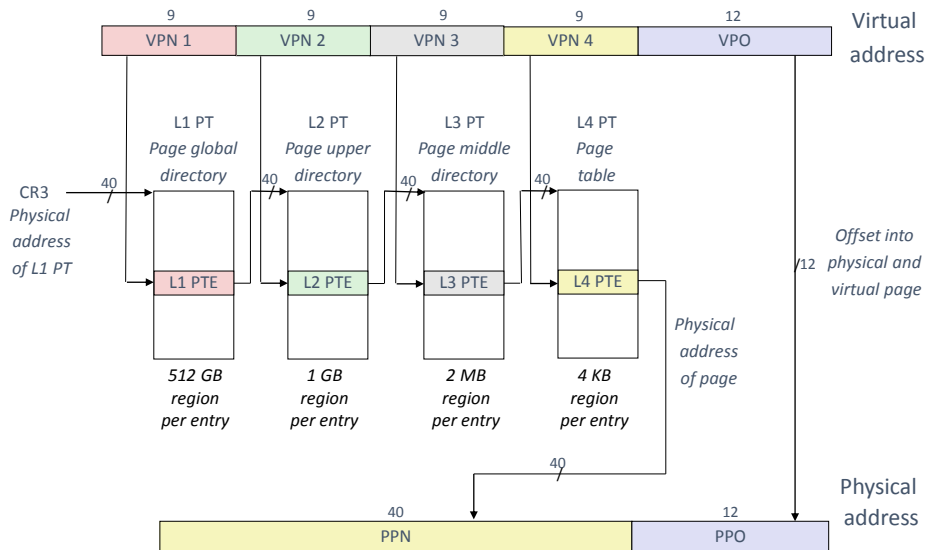 9 9 9 9 12
VPN 1 VPN 2 VPN 3 VPN 4 VPO
Virtual
address
L1 PT
Page global
directory
L2 PT
Page upper
directory
L3 PT
Page middle
directory
L4 PT
Page
table
CR3
Physical
address
of L1 PT
40
40
40
40
L1 PTE
L2 PTE
L3 PTE
L4 PTE
512 GB
region
per entry
1 GB
region
per entry
2 MB
region
per entry
4 KB
region
per entry
Physical
address
of page
12
Offset into
physical and
virtual page
40
Physical
address
40 12
PPN PPO